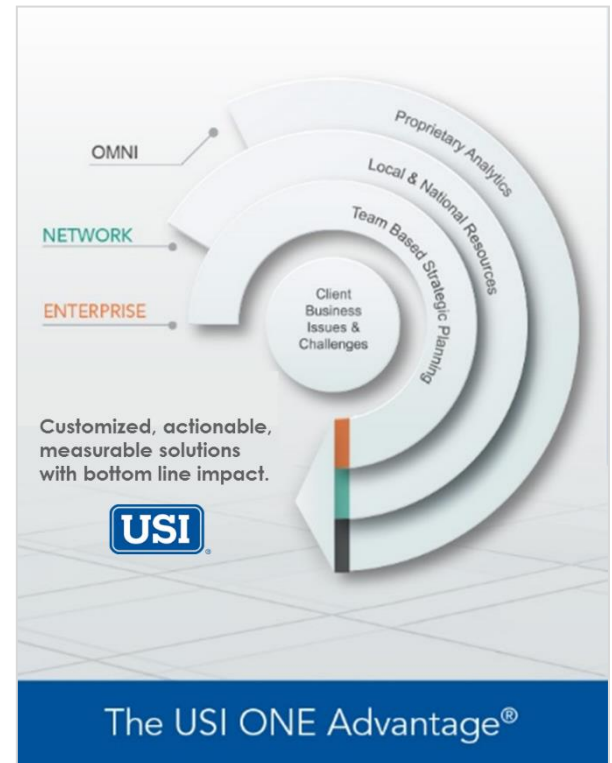 OMNI
Proprietary Analytics
NETWORK
Local & National Resources
ENTERPRISE
Team Based Strategic Planning
Client
Business
Issues &
Challenges
Customized, actionable,
measurable solutions
with bottom line impact.
USI
®
The USI ONE Advantage®